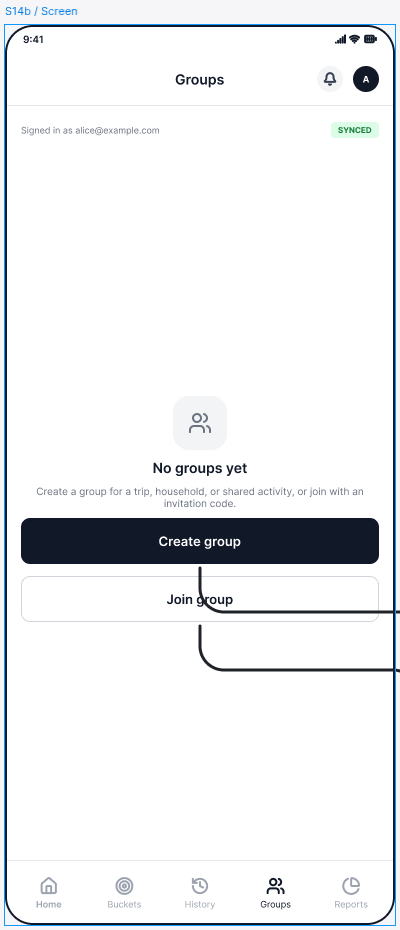 S14b / Screen
9:41
Groups
A
Signed in as alice@example.com
SYNCED
No groups yet
Create a group for a trip, household, or shared activity, or join with an
invitation code.
Create group
Join group
Home
Buckets
History
Groups
Reports